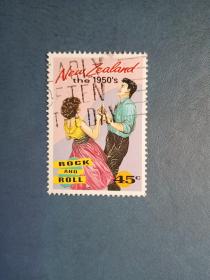 New Zealand
the 1950's
ROCK
AND
ROLL
45c